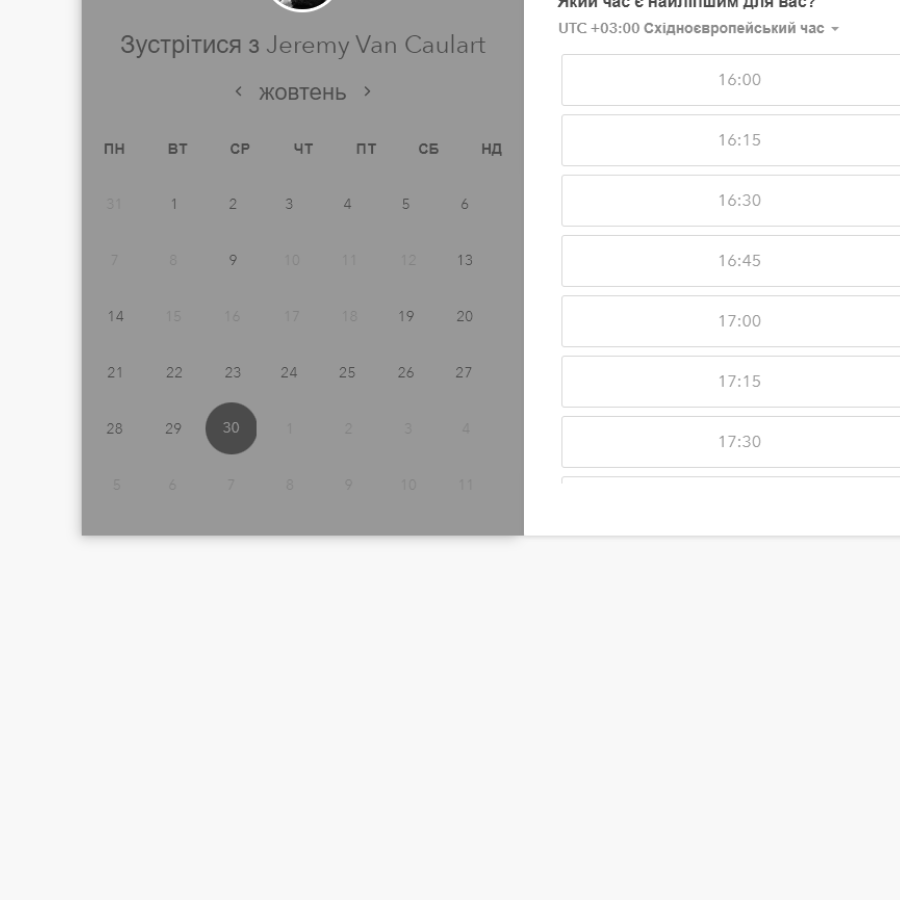 Зустрітися з Jeremy Van Caulart
жовтень
ПН ВТ СР ЧТ ПТ СБ НД
31 1 2 3 4 5 6
7 8 9 10 11 12 13
14 15 16 17 18 19 20
21 22 23 24 25 26 27
28 29 30 1 2 3 4
5 6 7 8 9 10 11
Який час є найліпшим для вас?
UTC +03:00 Східноєвропейський час
16:00
16:15
16:30
16:45
17:00
17:15
17:30